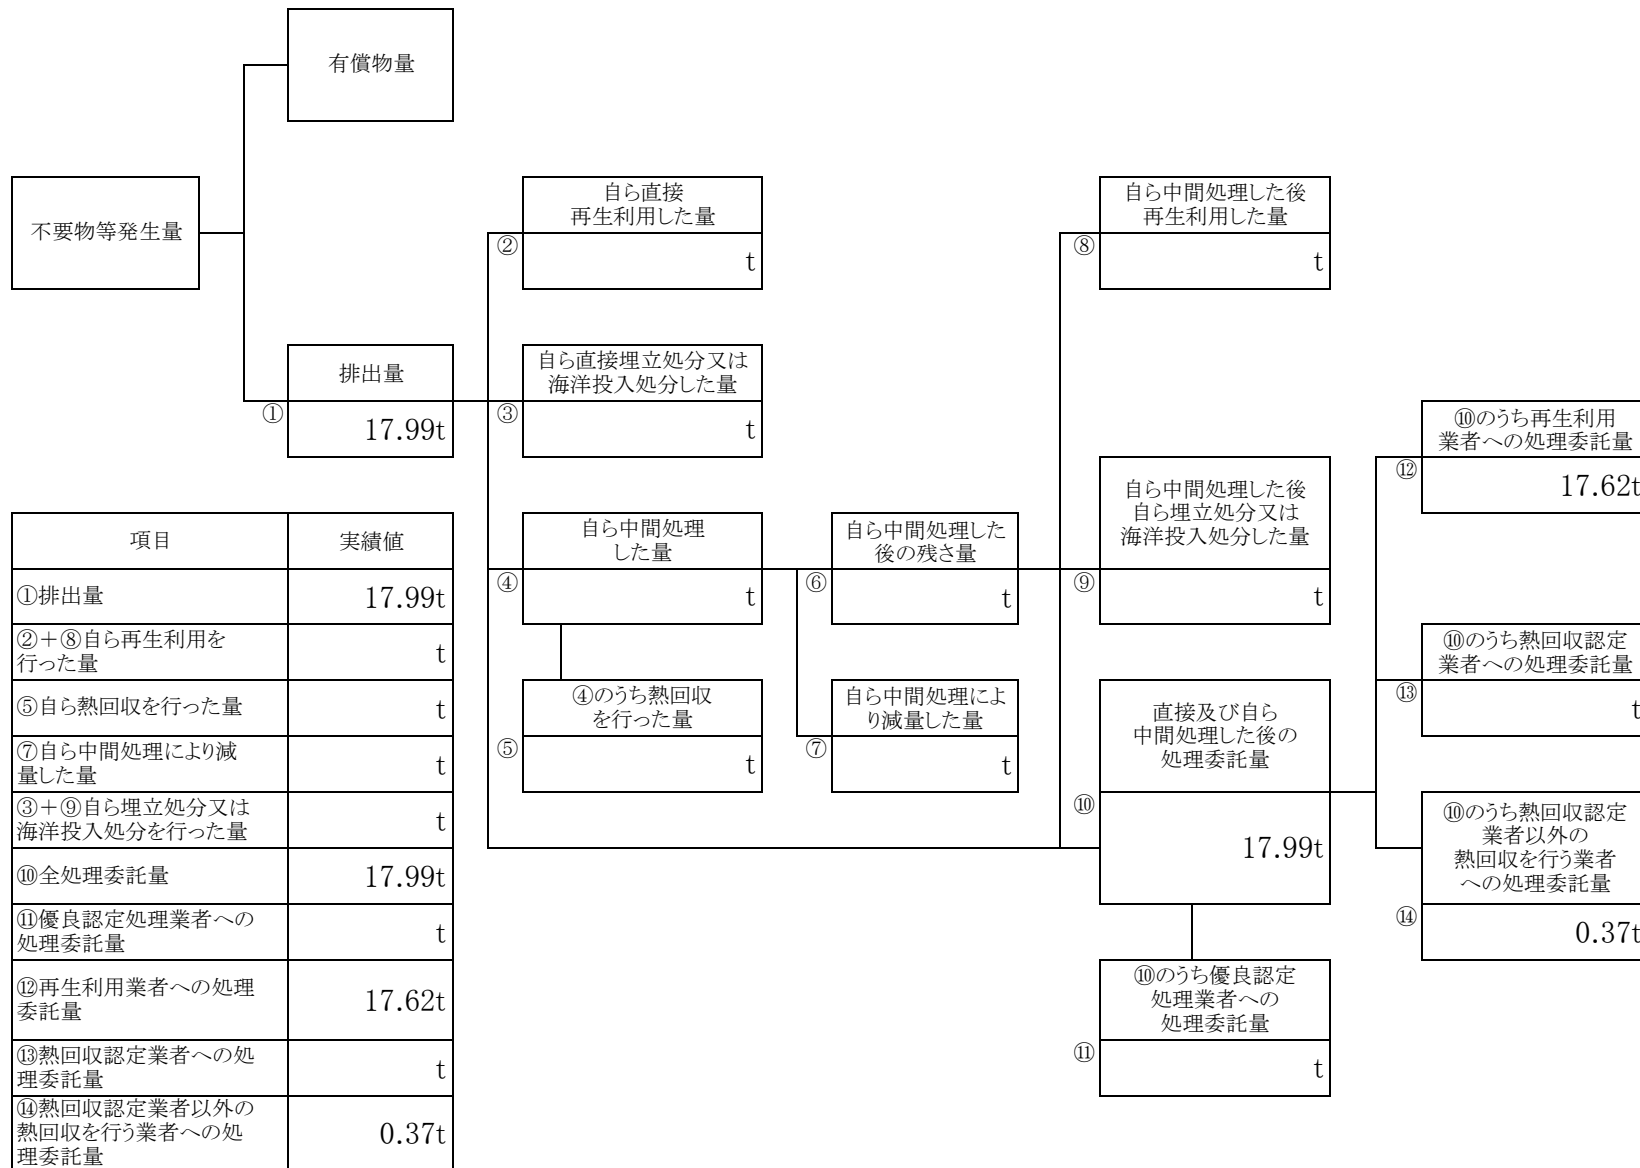 有償物量
不要物等発生量
自ら直接
再生利用した量
②
t
自ら中間処理した後
再生利用した量
⑧
t
排出量
①
17.99t
自ら直接埋立処分又は
海洋投入処分した量
③
t
⑩のうち再生利用
業者への処理委託量
⑫
17.62t
自ら中間処理
した量
④
t
自ら中間処理した
後の残さ量
⑥
t
自ら中間処理した後
自ら埋立処分又は
海洋投入処分した量
⑨
t
⑩のうち熱回収認定
業者への処理委託量
⑬
t
④のうち熱回収
を行った量
⑤
t
自ら中間処理によ
り減量した量
⑦
t
直接及び自ら
中間処理した後の
処理委託量
⑩
17.99t
⑩のうち熱回収認定
業者以外の
熱回収を行う業者
への処理委託量
⑭
0.37t
⑩のうち優良認定
処理業者への
処理委託量
⑪
t
項目 実績値
①排出量 17.99t
②＋⑧自ら再生利用を
行った量 t
⑤自ら熱回収を行った量 t
⑦自ら中間処理により減
量した量 t
③＋⑨自ら埋立処分又は
海洋投入処分を行った量 t
⑩全処理委託量 17.99t
⑪優良認定処理業者への
処理委託量 t
⑫再生利用業者への処理
委託量 17.62t
⑬熱回収認定業者への処
理委託量 t
⑭熱回収認定業者以外の
熱回収を行う業者への処
理委託量 0.37t